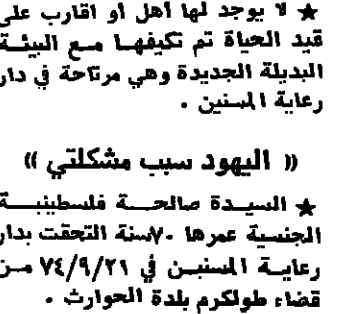 ★ لا يوجد لها أهل أو اقارب على
قيد الحياة تم تكيفها مع البيئة
البديلة الجديدة وهي مرتاحة في دار
رعاية المسنين .
(( اليهود سبب مشكلتي ))
★ السيدة صالحة فلسطينية
الجنسية عمرها ٧٠سنة التحقت بدار
رعاية المسنين في ٧٤/٩/٢١ من
قضاء طولكرم بلدة الحوارث .